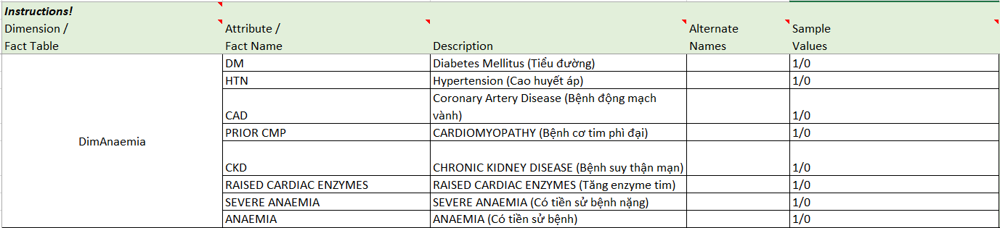 Instructions!
Dimension / Attribute / Alternate Sample
Fact Table Fact Name Description Names Values
DM Diabetes Mellitus (Tiểu đường) 1/0
HTN Hypertension (Cao huyết áp) 1/0
Coronary Artery Disease (Bệnh động mạch
CAD vành) 1/0
DimAnaemia
PRIOR CMP CARDIOMYOPATHY (Bệnh cơ tim phì đại) 1/0
CKD CHRONIC KIDNEY DISEASE (Bệnh suy thận mạn) 1/0
RAISED CARDIAC ENZYMES RAISED CARDIAC ENZYMES (Tăng enzyme tim) 1/0
SEVERE ANAEMIA SEVERE ANAEMIA (Có tiền sử bệnh nặng) 1/0
ANAEMIA ANAEMIA (Có tiền sử bệnh) 1/0